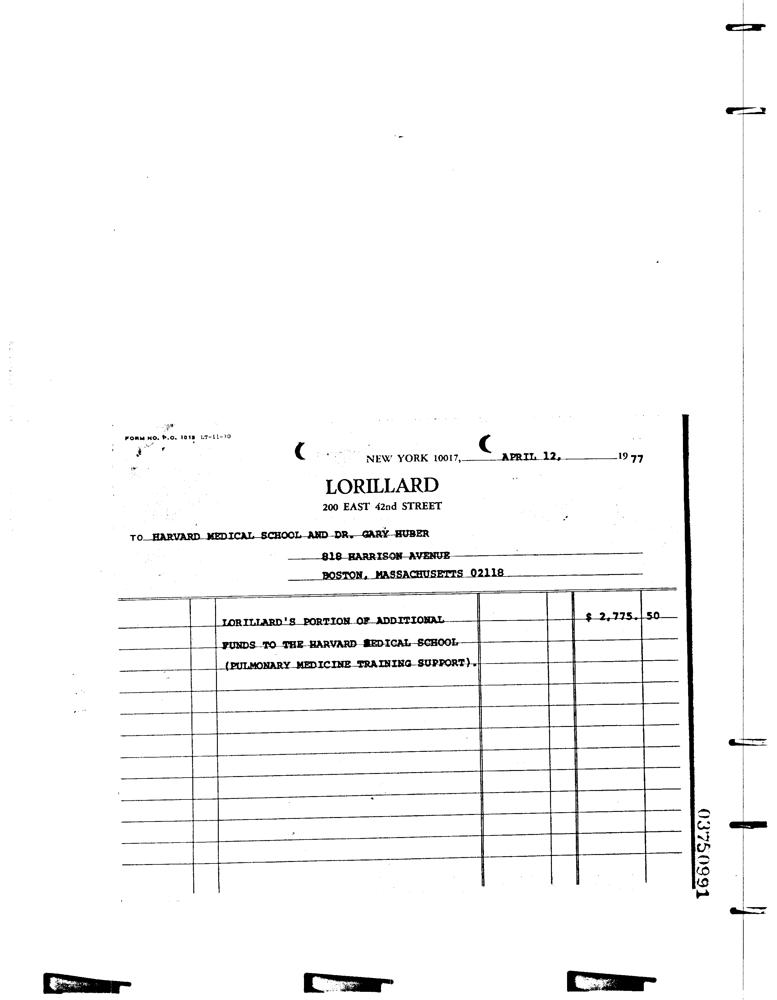 FORM NO. P.O. 1018 L7-11-70
NEW YORK 10017, APRIL 12, 1977
LORILLARD
200 EAST 42nd STREET
TO HARVARD MEDICAL SCHOOL AND DR. GARY HUBER
818 HARRISON AVENUE
BOSTON, MASSACHUSETTS 02118
LORILLARD'S PORTION OF ADDITIONAL $ 2,775. 50
FUNDS TO THE HARVARD MEDICAL SCHOOL
(PULMONARY MEDICINE TRAINING SUPPORT).
03750991